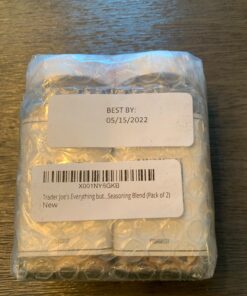 BEST BY:
05/15/2022
X001NY5GKB
Trader Joe's Everything but...Seasoning Blend (Pack of 2)
New